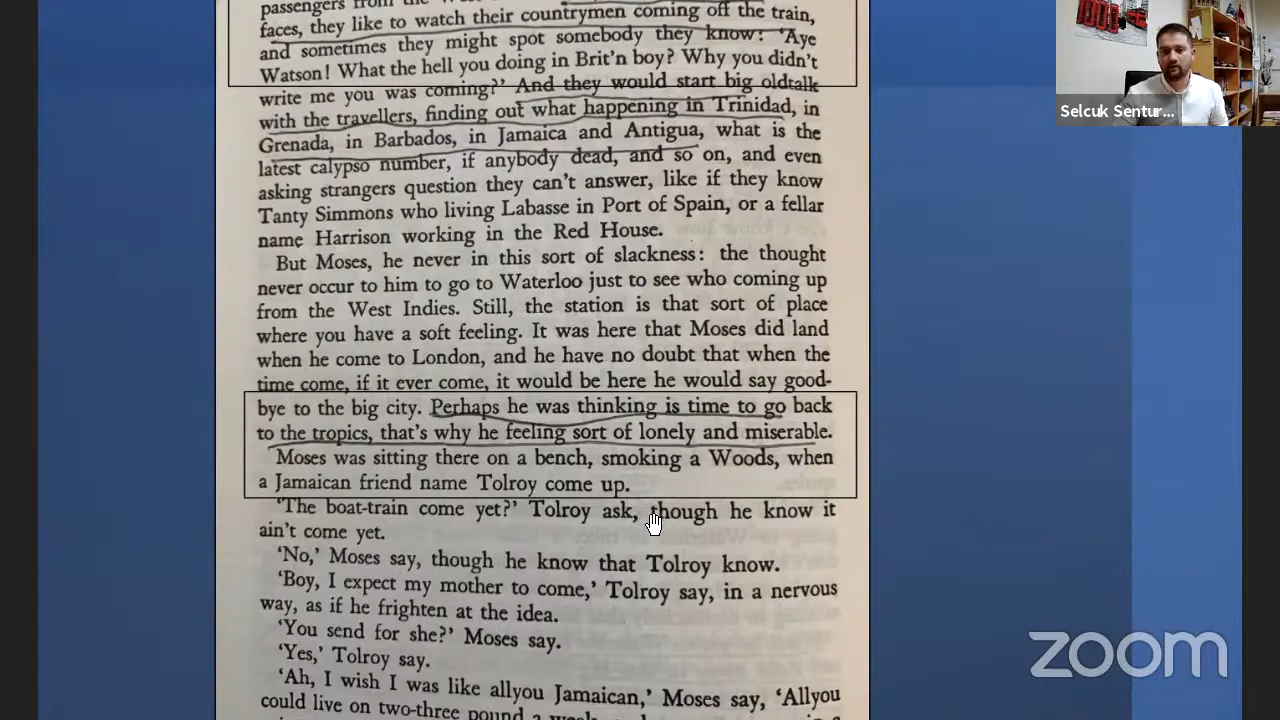 passengers from the West
faces, they like to watch their countrymen coming off the train,
and sometimes they might spot somebody they know: 'Aye
Watson! What the hell you doing in Brit'n boy? Why you didn't
write me you was coming?' And they would start big oldtalk
with the travellers, finding out what happening in Trinidad, in
Grenada, in Barbados, in Jamaica and Antigua, what is the
latest calypso number, if anybody dead, and so on, and even
asking strangers question they can't answer, like if they know
Tanty Simmons who living Labasse in Port of Spain, or a fellar
name Harrison working in the Red House.
But Moses, he never in this sort of slackness: the thought
never occur to him to go to Waterloo just to see who coming up
from the West Indies. Still, the station is that sort of place
where you have a soft feeling. It was here that Moses did land
when he come to London, and he have no doubt that when the
time come, if it ever come, it would be here he would say good-
bye to the big city. Perhaps he was thinking is time to go back
to the tropics, that's why he feeling sort of lonely and miserable.
Moses was sitting there on a bench, smoking a Woods, when
a Jamaican friend name Tolroy come up.
'The boat-train come yet?' Tolroy ask, though he know it
ain't come yet.
'No,' Moses say, though he know that Tolroy know.
'Boy, I expect my mother to come,' Tolroy say, in a nervous
way, as if he frighten at the idea.
'You send for she?' Moses say.
'Yes,' Tolroy say.
'Ah, I wish I was like allyou Jamaican,' Moses say, 'Allyou
could live on two-three pound a
Selcuk Sentur...
zoom